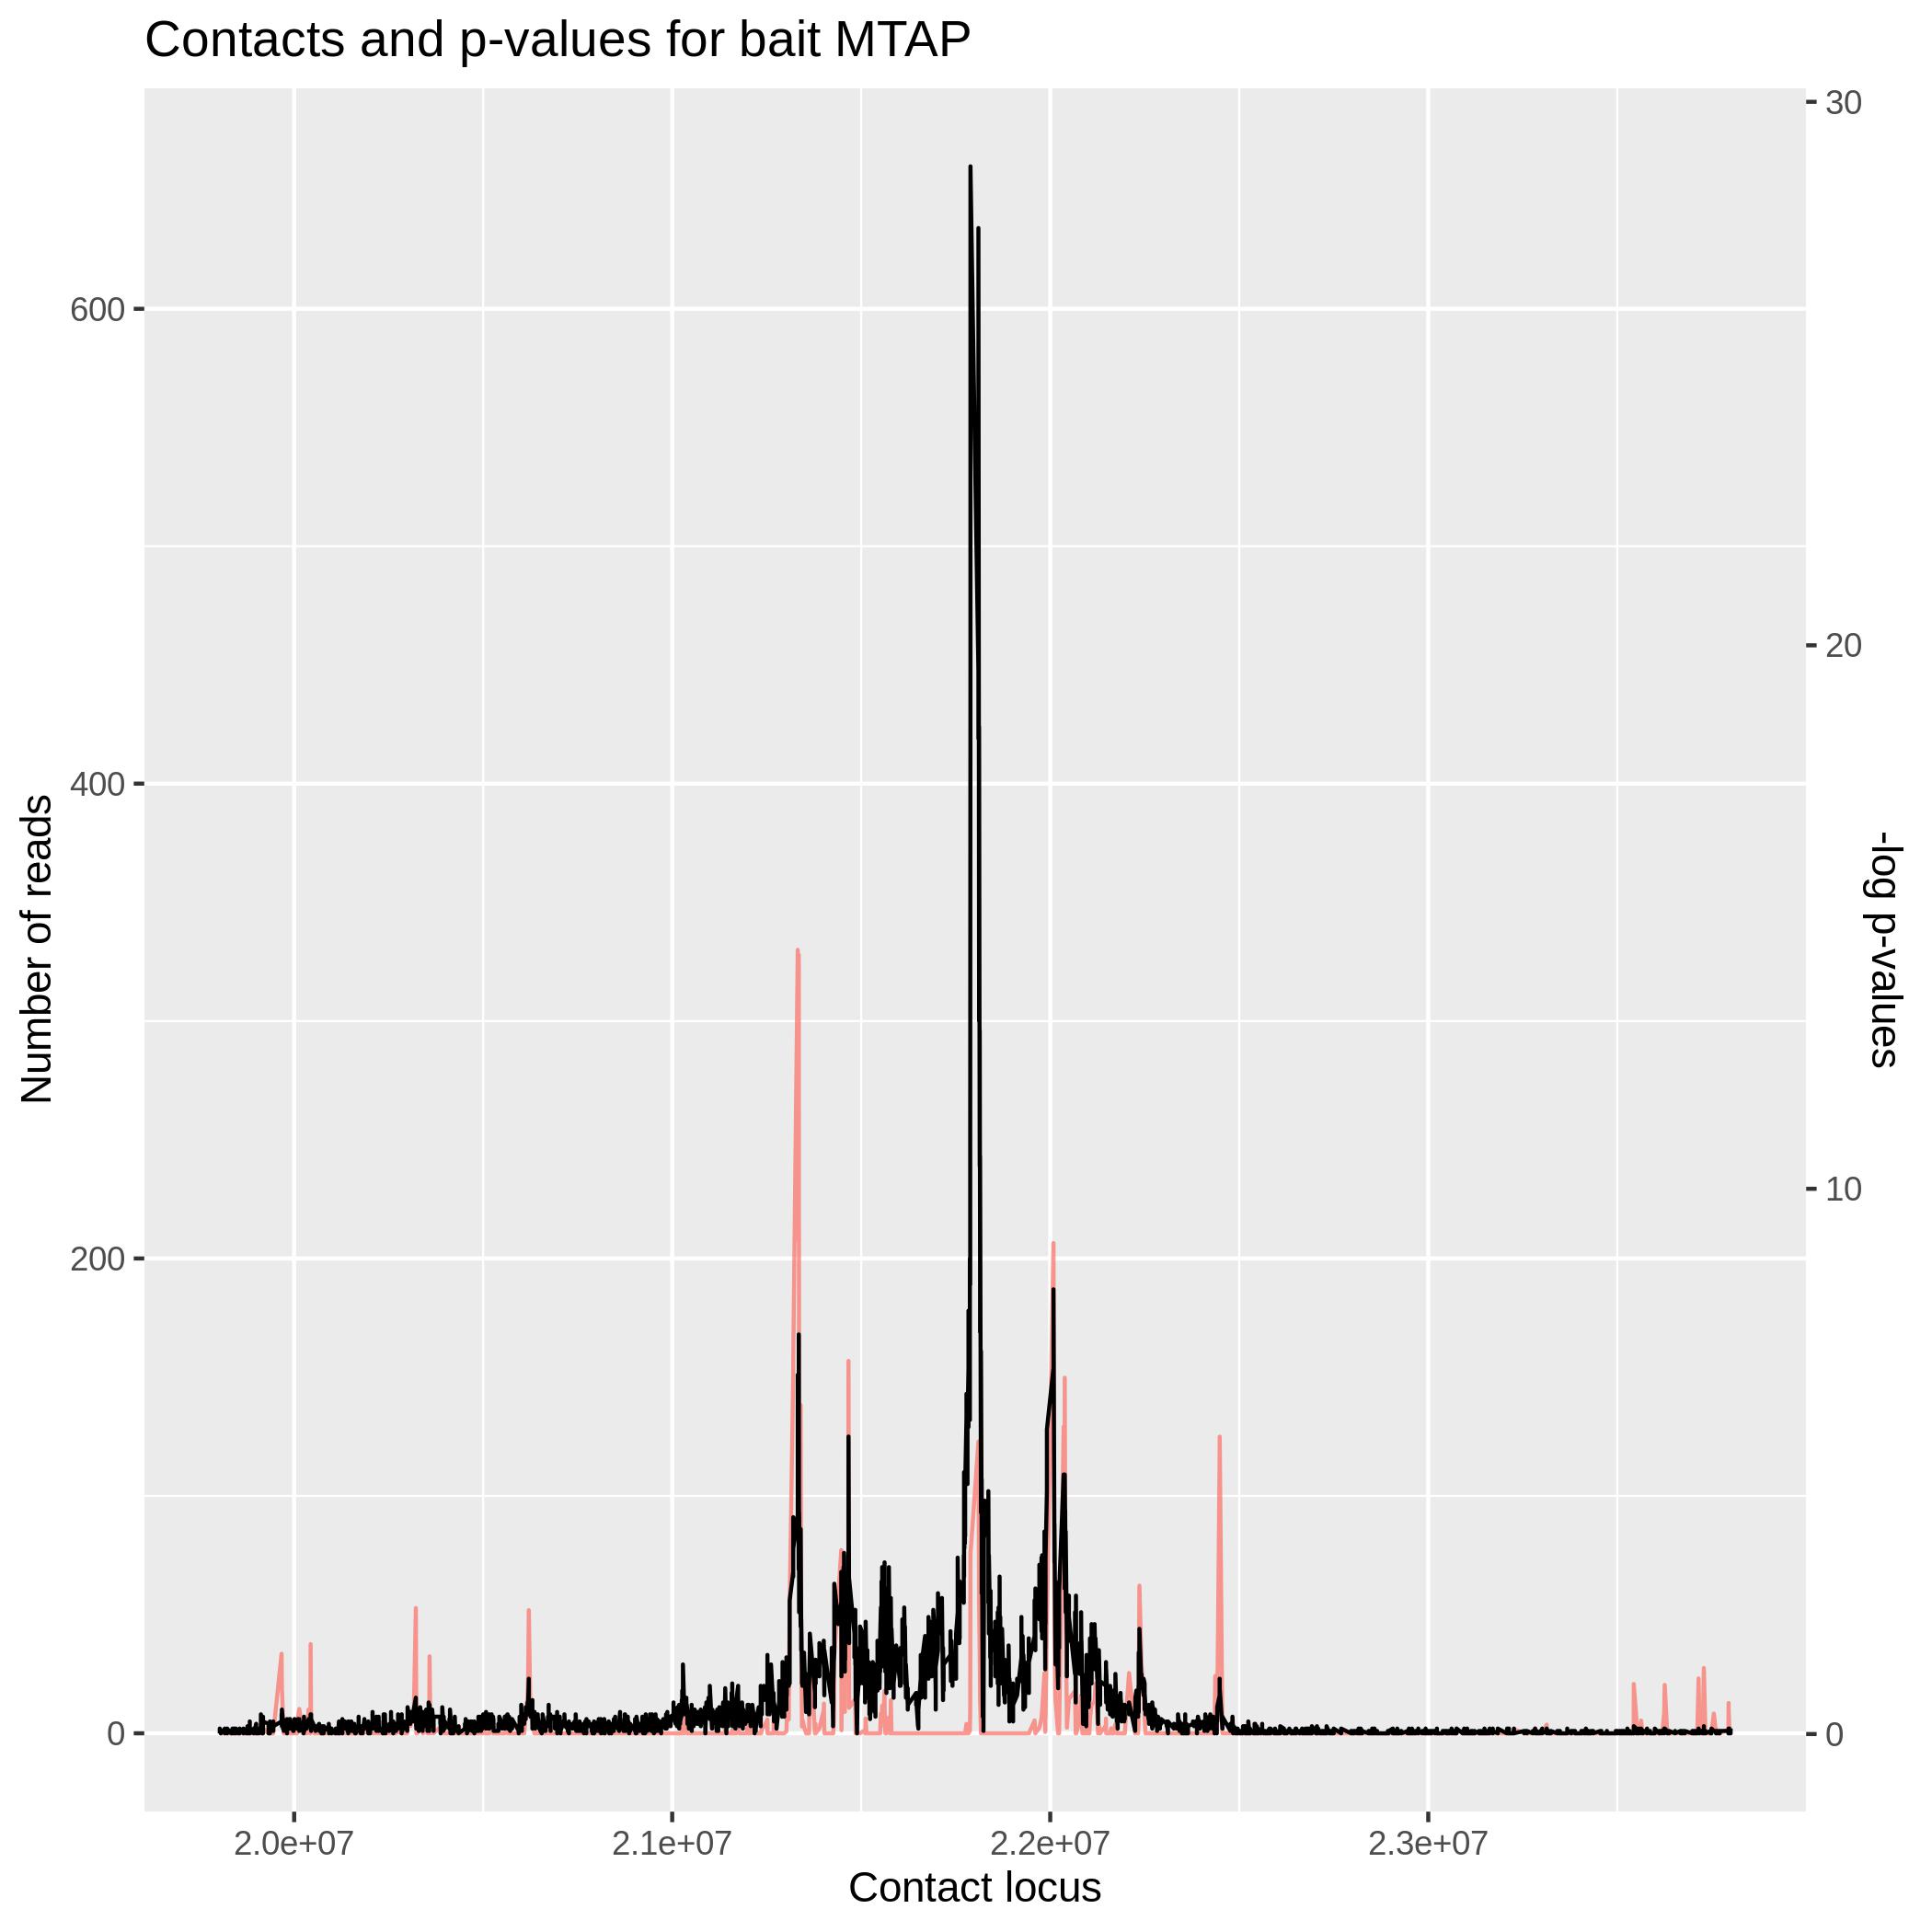 Contacts and p-values for bait MTAP
30
600
20
400
Number of reads
-log p-values
10
200
0
0
2.0e+07
2.1e+07
2.2e+07
2.3e+07
Contact locus